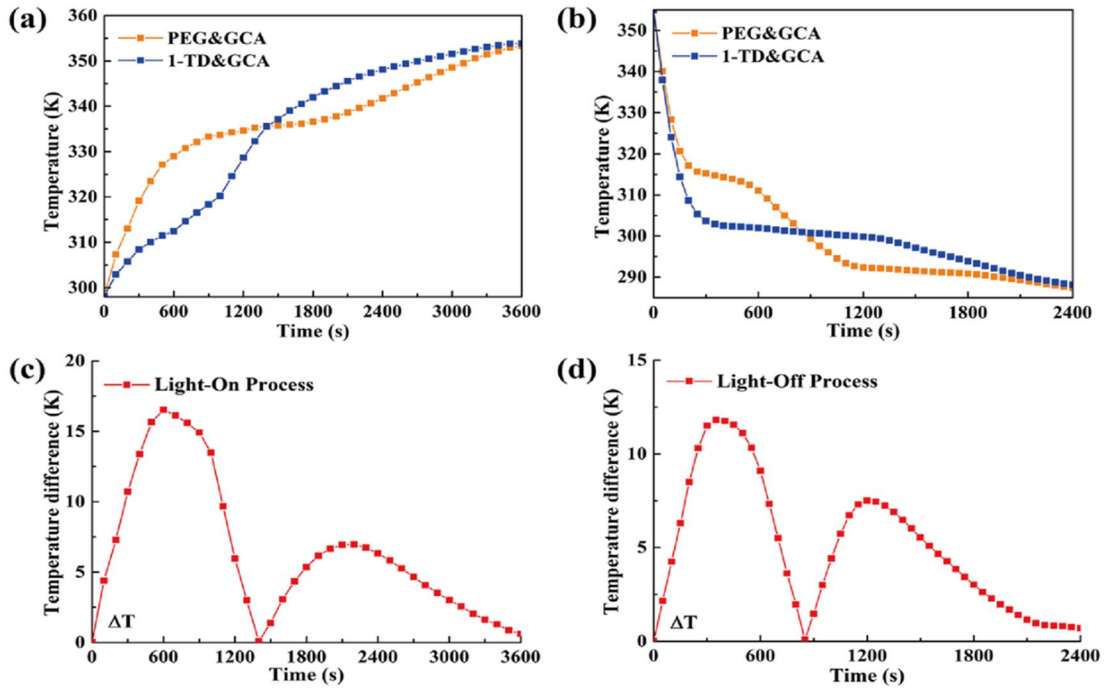 (a)
PEG&GCA
1-TD&GCA
Temperature (K)
360
350
340
330
320
310
300
0 600 1200 1800 2400 3000 3600
Time (s)
(b)
PEG&GCA
1-TD&GCA
Temperature (K)
350
340
330
320
310
300
290
0 600 1200 1800 2400
Time (s)
(c)
Light-On Process
Temperature difference (K)
20
15
10
5
0
ΔT
0 600 1200 1800 2400 3000 3600
Time (s)
(d)
Light-Off Process
Temperature difference (K)
15
10
5
0
ΔT
0 600 1200 1800 2400
Time (s)